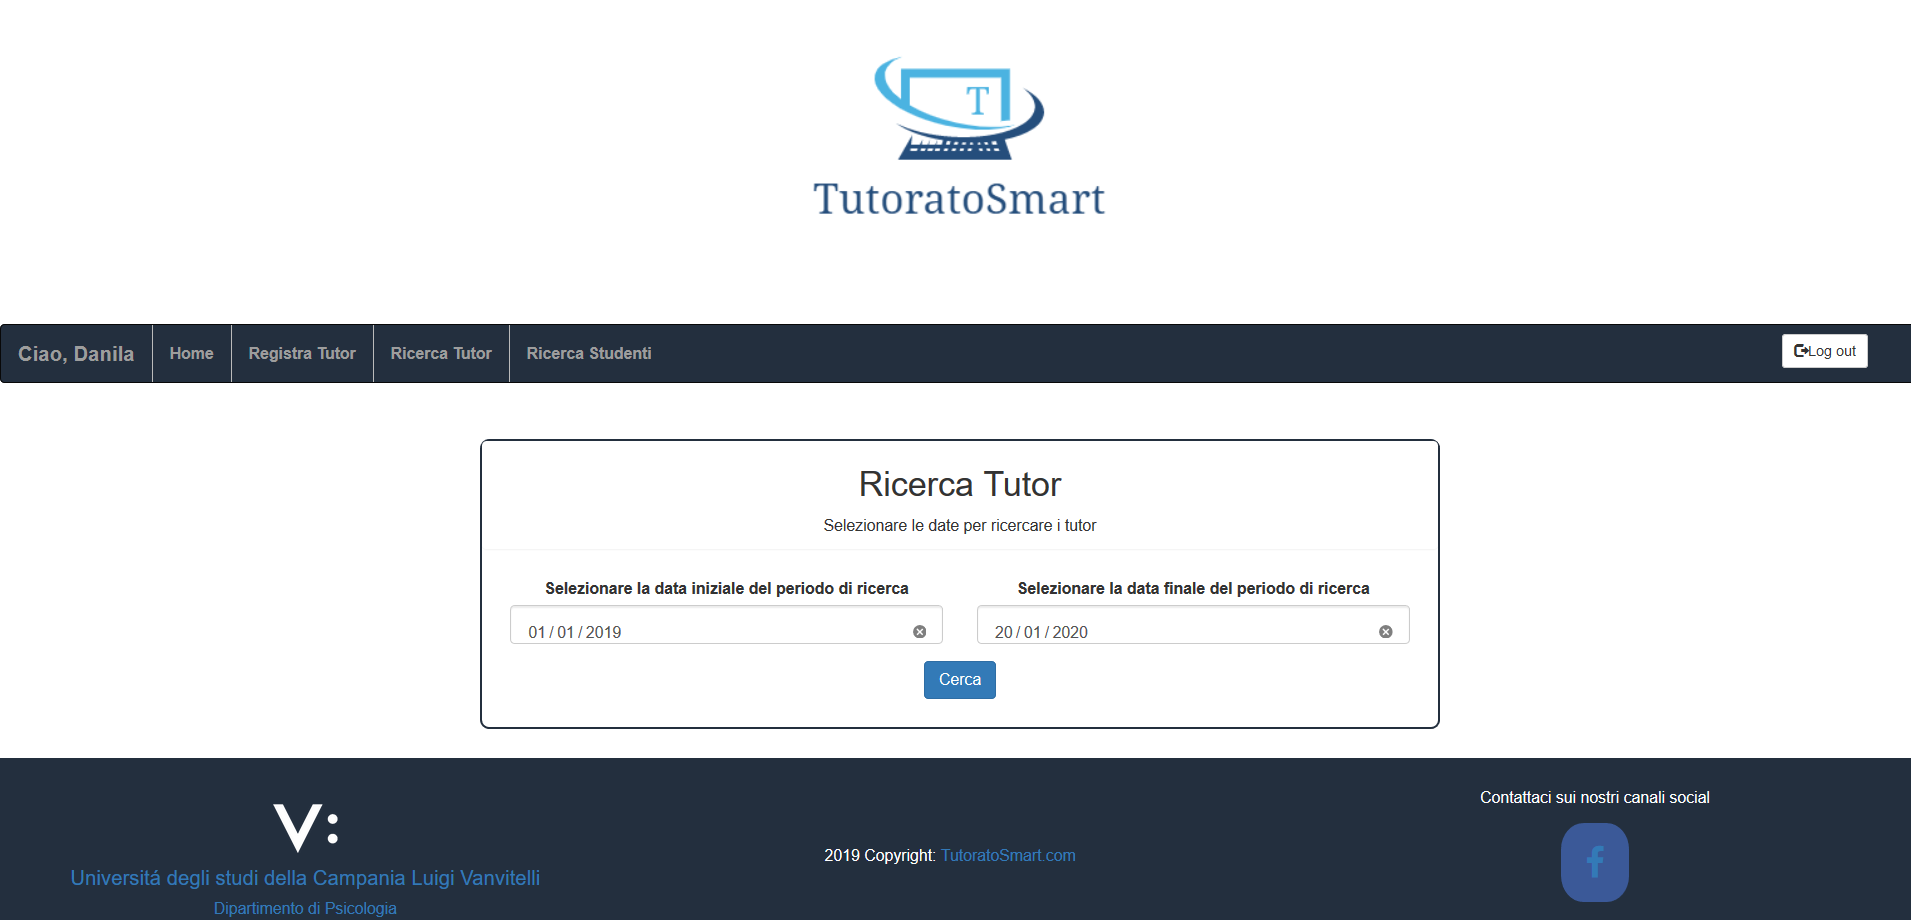 T
TutoratoSmart
Ciao, Danila
Home
Registra Tutor
Ricerca Tutor
Ricerca Studenti
Log out
Ricerca Tutor
Selezionare le date per ricercare i tutor
Selezionare la data iniziale del periodo di ricerca
01 / 01 / 2019
Selezionare la data finale del periodo di ricerca
20 / 01 / 2020
Cerca
V:
Universitá degli studi della Campania Luigi Vanvitelli
Dipartimento di Psicologia
2019 Copyright: TutoratoSmart.com
Contattaci sui nostri canali social
f